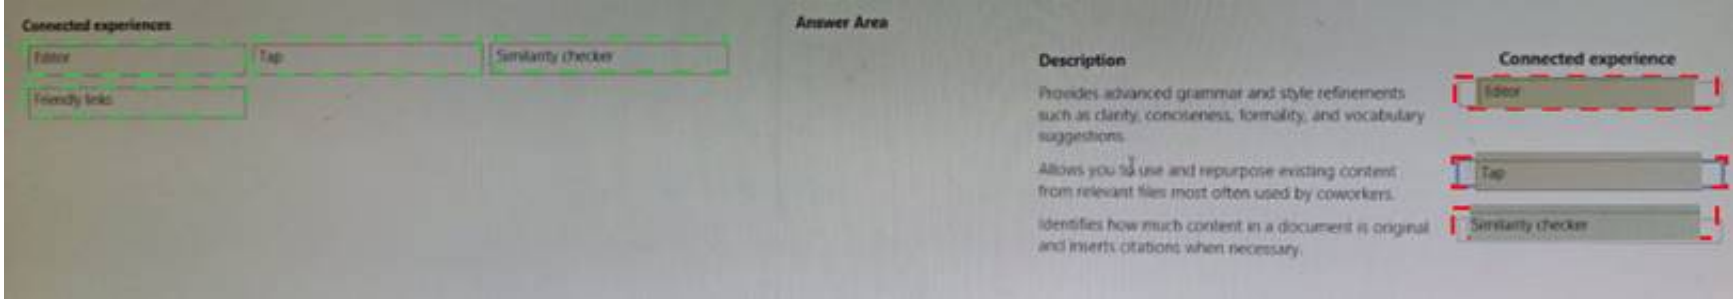 Connected experiences
Editor
Tap
Similarity checker
Friendly links
Answer Area
Description
Connected experience
Provides advanced grammar and style refinements
such as clarity, conciseness, formality, and vocabulary
suggestions.
Editor
Allows you to use and repurpose existing content
from relevant files most often used by coworkers.
Tap
Identifies how much content in a document is original
and inserts citations when necessary.
Similarity checker